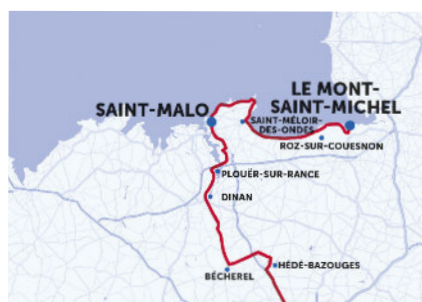 LE MONT-
SAINT-MICHEL
SAINT-MALO
SAINT-MÉLOIR
-DES-ONDES
ROZ-SUR-COUESNON
PLOUËR-SUR-RANCE
DINAN
BÉCHEREL
HÉDÉ-BAZOUGES